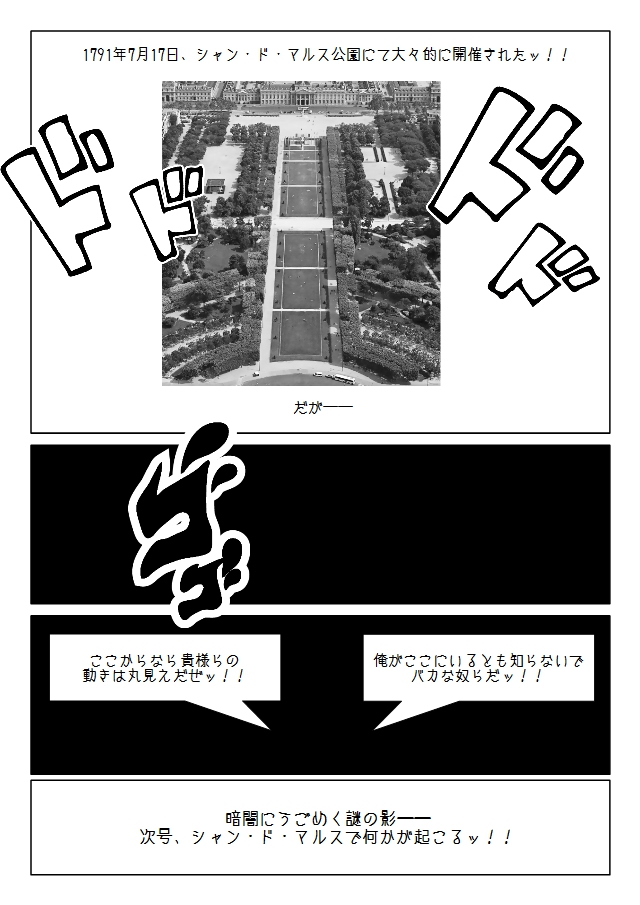 1791年7月17日、シャン・ド・マルス公園にて大々的に開催されたッ！！
ドド
ドド
だが――
ゴゴ
俺がここにいるとも知らないで
バカな奴らだッ！！
ここからなら貴様らの
動きは丸見えだぜッ！！
暗闇にうごめく謎の影――
次号、シャン・ド・マルスで何かが起こるッ！！